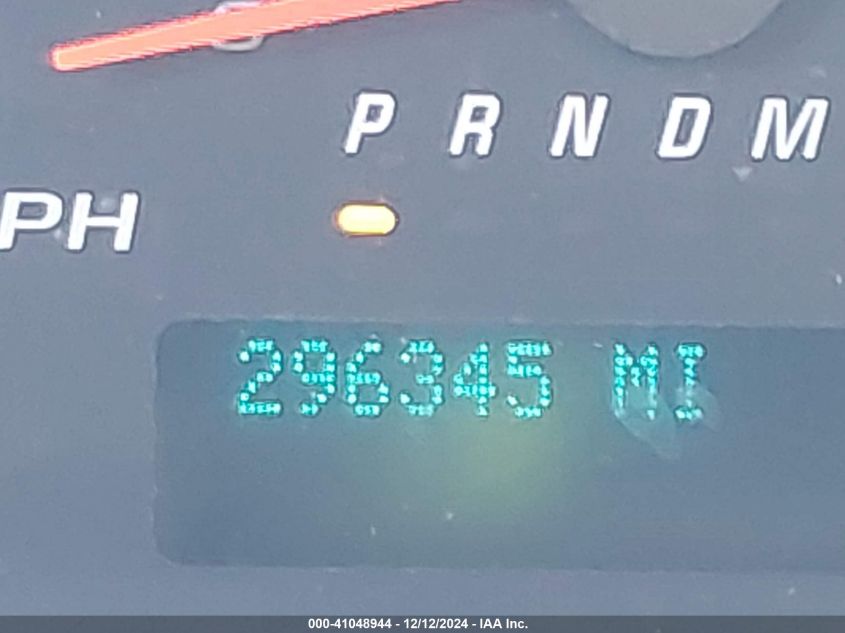 P R N D M
PH
296345 MI
000-41048944 - 12/12/2024 - IAA Inc.